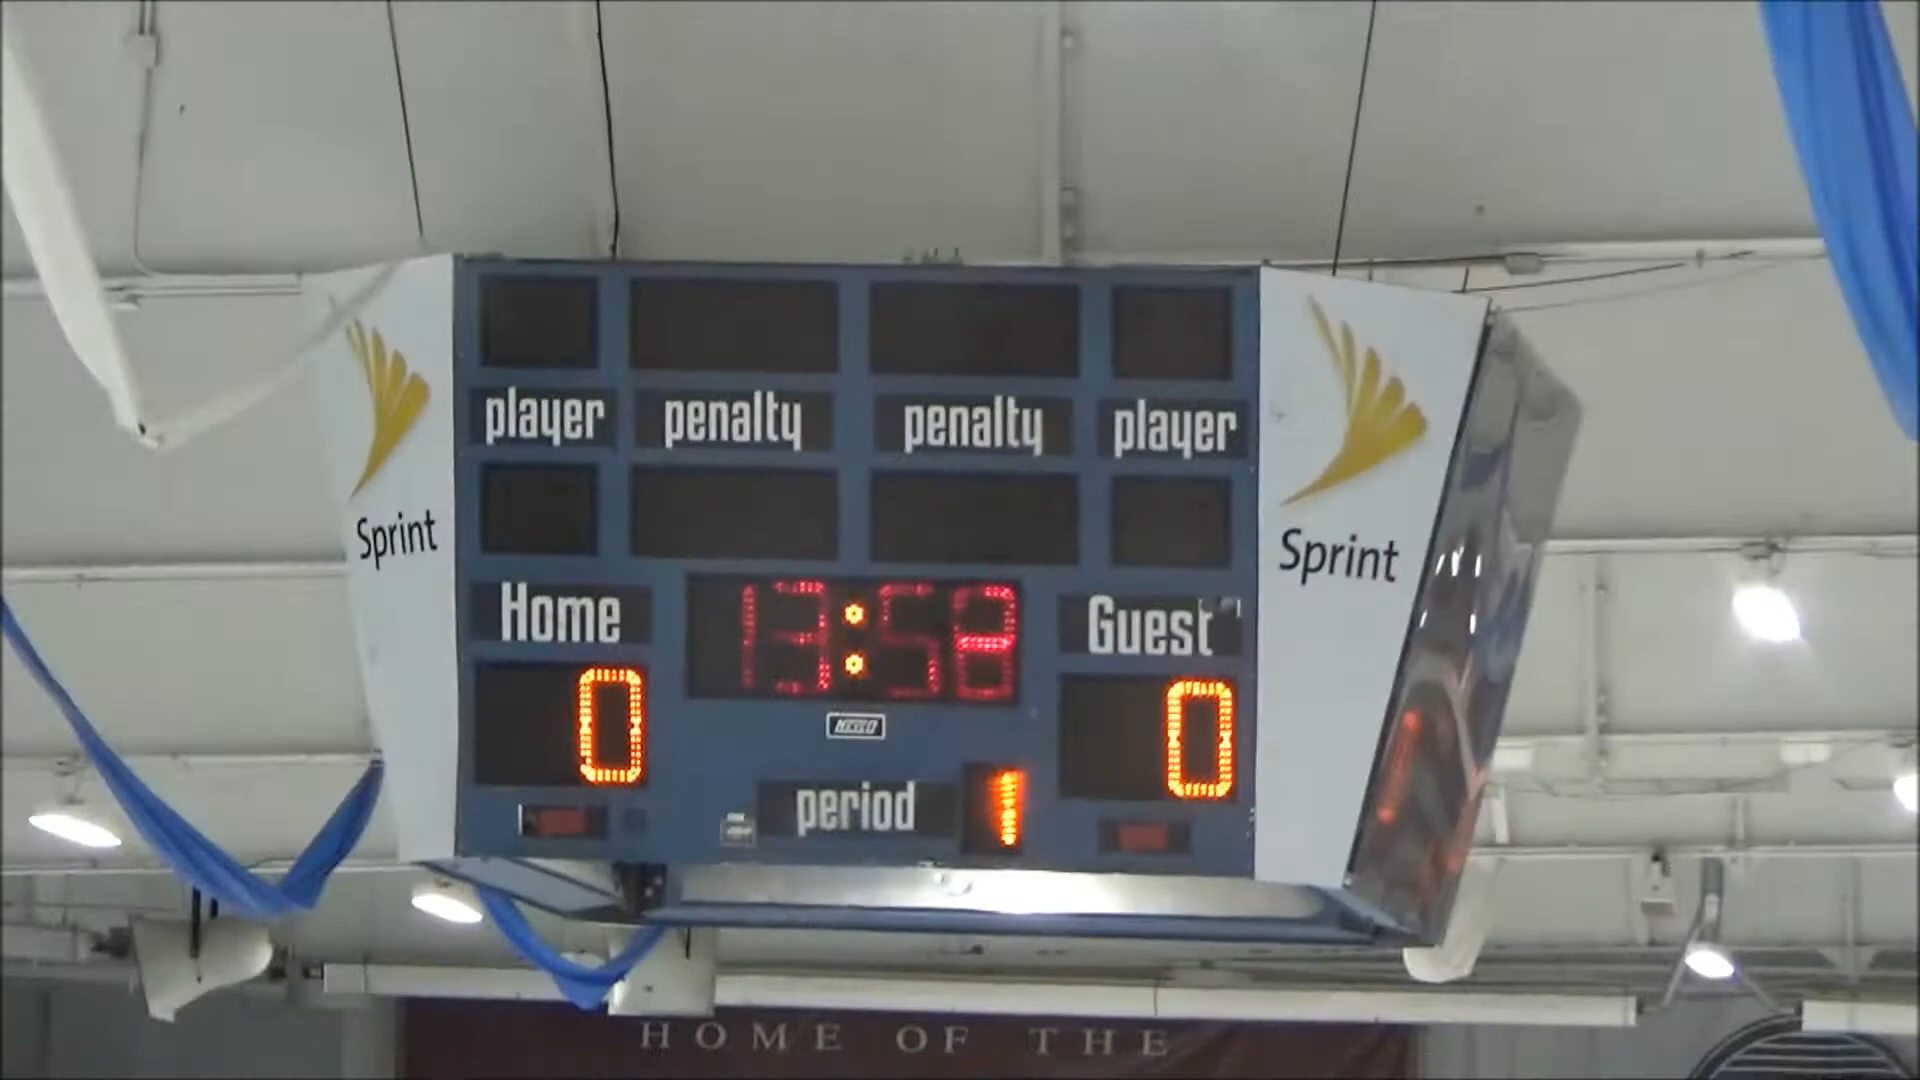 player penalty penalty player
Sprint
Sprint
Home 13:58 Guest
0 0
period 1
HOME OF THE